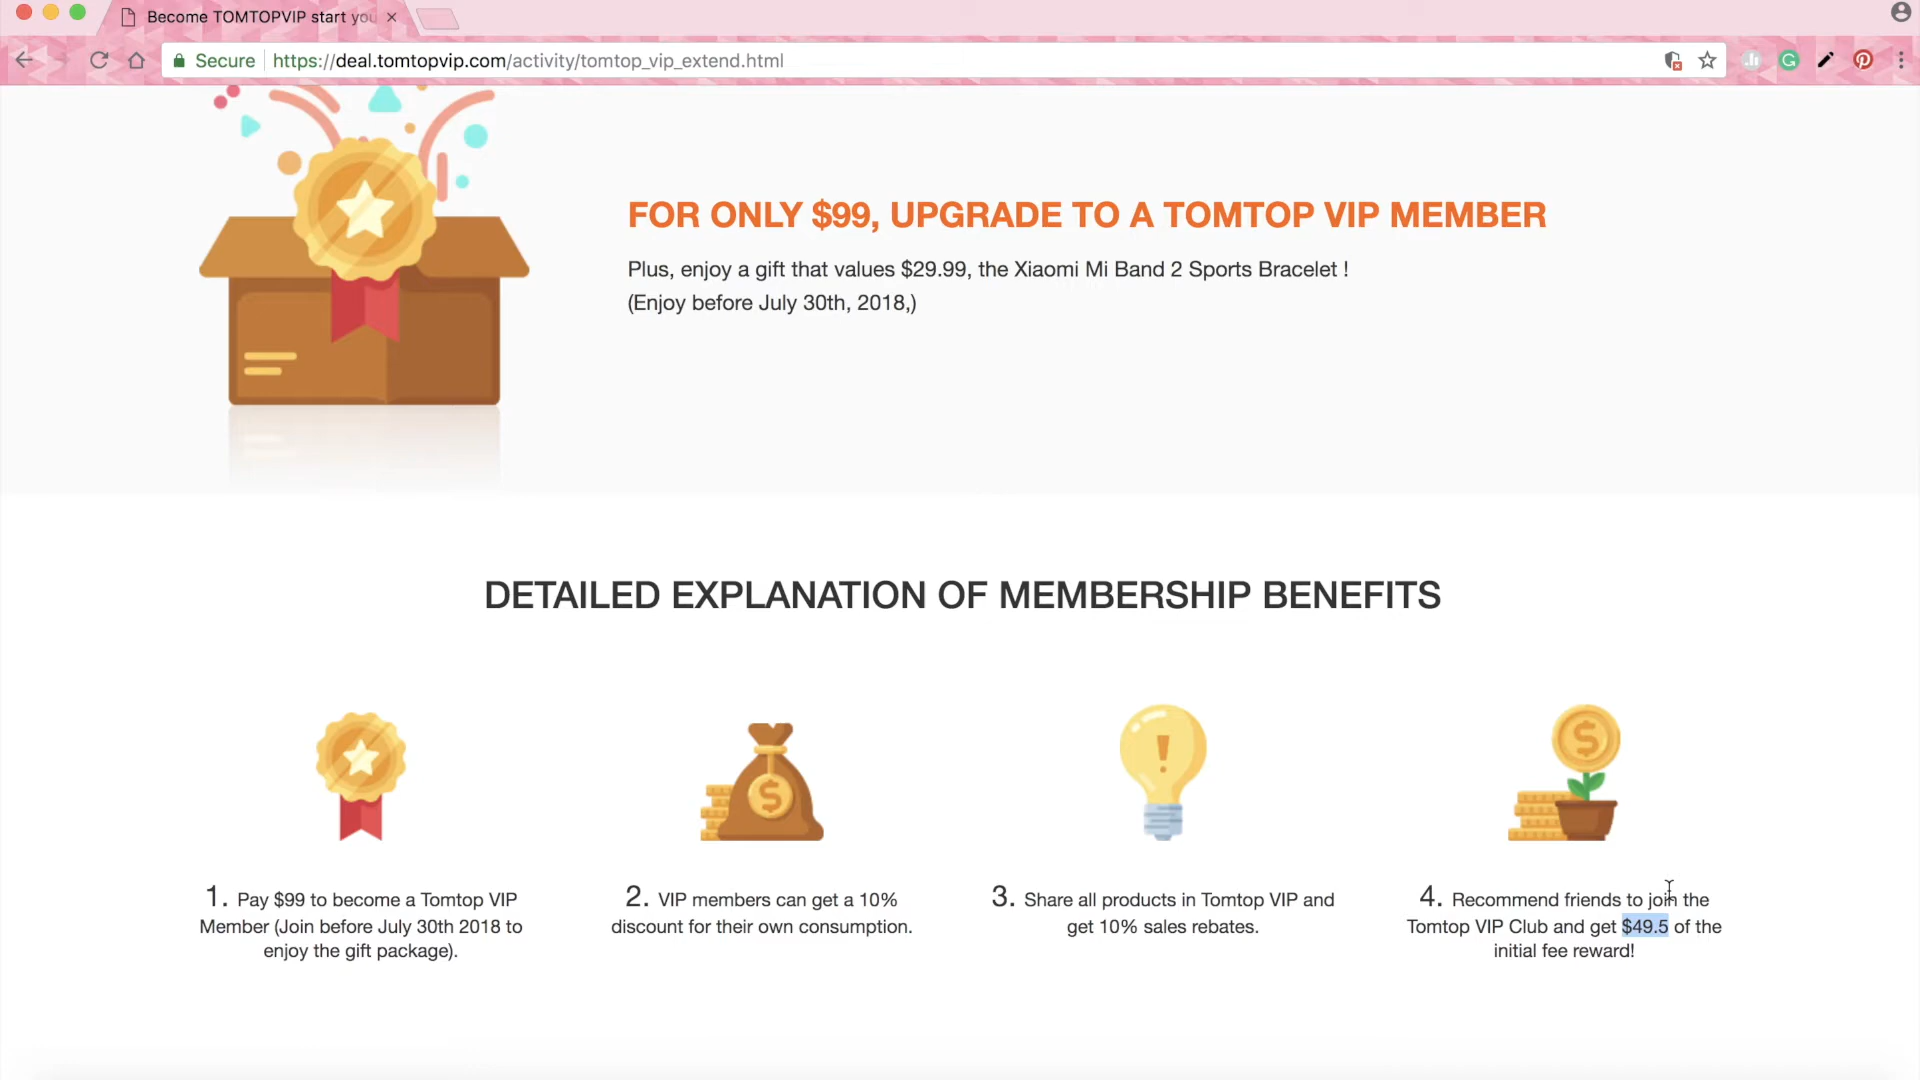 Become TOMTOPVIP start you
Secure https://deal.tomtopvip.com/activity/tomtop_vip_extend.html
FOR ONLY $99, UPGRADE TO A TOMTOP VIP MEMBER
Plus, enjoy a gift that values $29.99, the Xiaomi Mi Band 2 Sports Bracelet !
(Enjoy before July 30th, 2018,)
DETAILED EXPLANATION OF MEMBERSHIP BENEFITS
1. Pay $99 to become a Tomtop VIP
Member (Join before July 30th 2018 to
enjoy the gift package).
2. VIP members can get a 10%
discount for their own consumption.
3. Share all products in Tomtop VIP and
get 10% sales rebates.
4. Recommend friends to join the
Tomtop VIP Club and get $49.5 of the
initial fee reward!